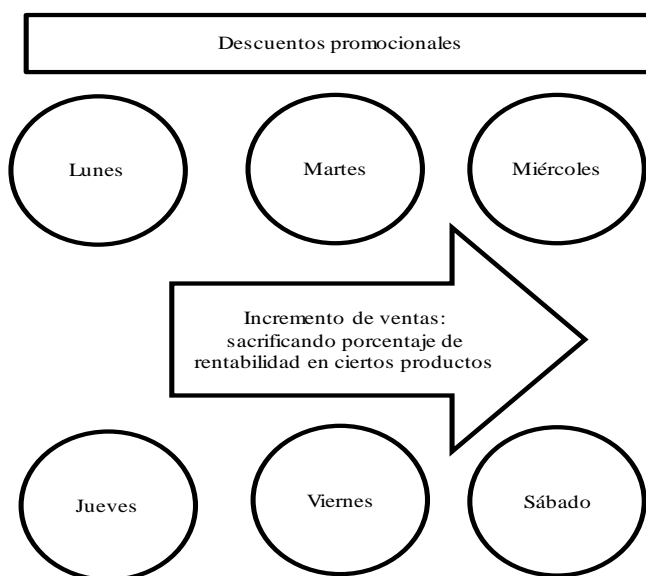 Descuentos promocionales
Lunes
Martes
Miércoles
Incremento de ventas:
sacrificando porcentaje de
rentabilidad en ciertos productos
Jueves
Viernes
Sábado